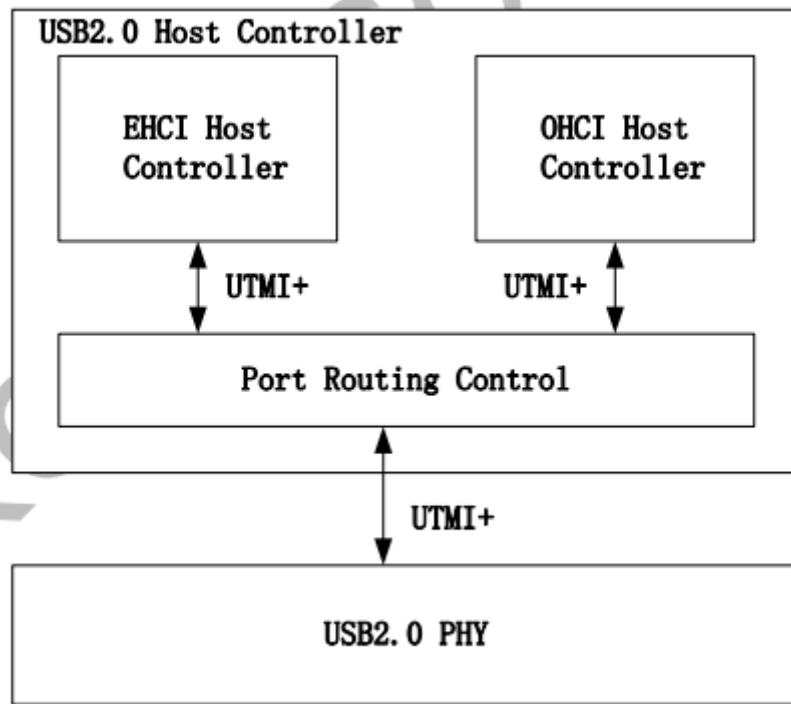 USB2.0 Host Controller
EHCI Host
Controller
OHCI Host
Controller
UTMI+
UTMI+
Port Routing Control
UTMI+
USB2.0 PHY